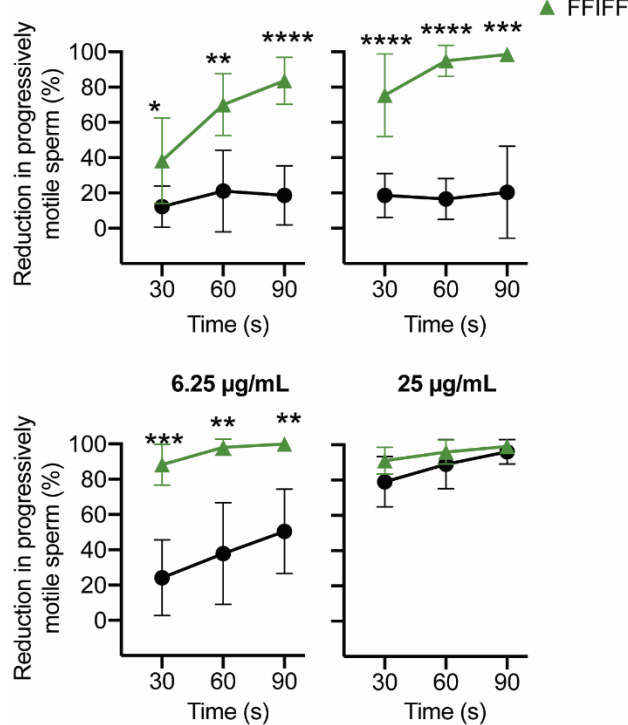 ▲ FFIFF
Reduction in progressively
motile sperm (%)
100
80
60
40
20
0
* ** ****
30 60 90
Time (s)
**** **** ***
30 60 90
Time (s)
6.25 µg/mL
Reduction in progressively
motile sperm (%)
100
80
60
40
20
0
*** ** **
30 60 90
Time (s)
25 µg/mL
30 60 90
Time (s)